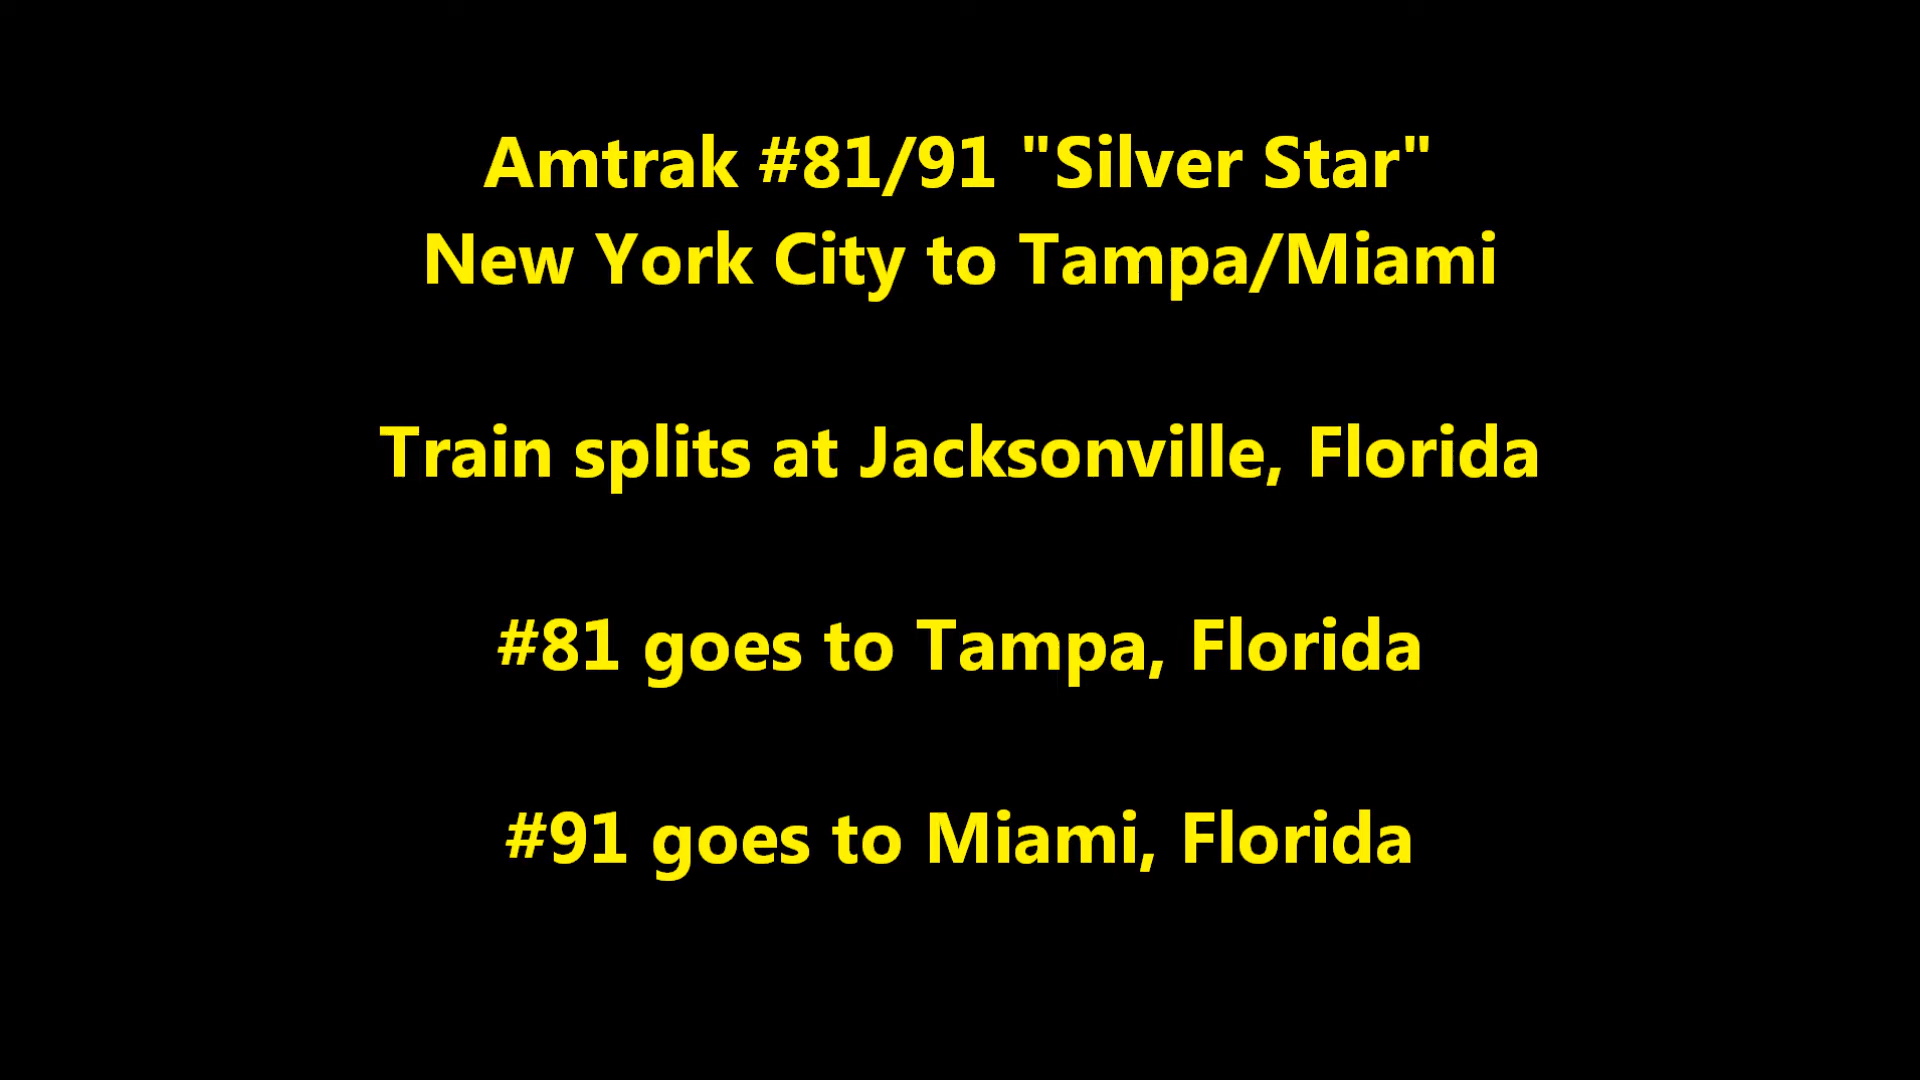 Amtrak #81/91 "Silver Star"
New York City to Tampa/Miami
Train splits at Jacksonville, Florida
#81 goes to Tampa, Florida
#91 goes to Miami, Florida